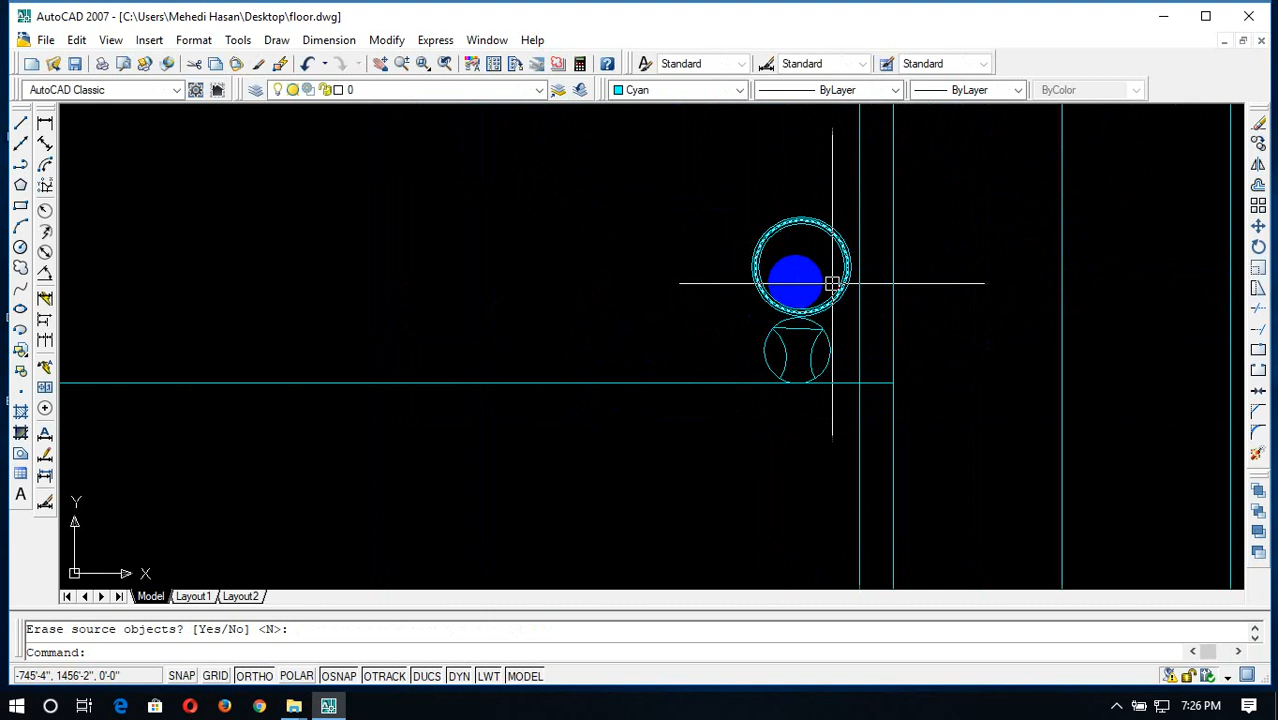 AutoCAD 2007 - [C:\Users\Mehedi Hasan\Desktop\floor.dwg]
File Edit View Insert Format Tools Draw Dimension Modify Express Window Help
Standard Standard Standard
AutoCAD Classic 0 Cyan ByLayer ByLayer ByColor
A
Y
X
Model Layout1 Layout2
Erase source objects? [Yes/No] <N>:
Command:
-745'-4", 1456'-2", 0'-0" SNAP GRID ORTHO POLAR OSNAP OTRACK DUCS DYN LWT MODEL
7:26 PM